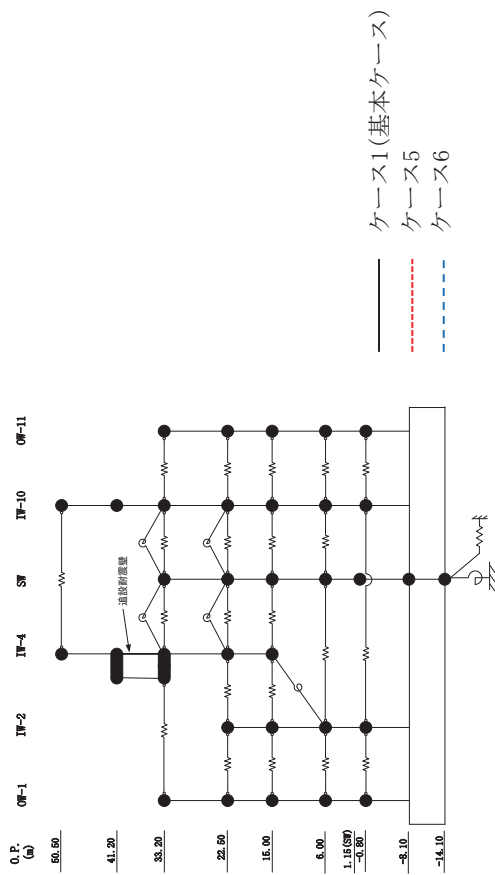 O.P.
(m)
OW-1
IW-2
IW-4
SW
IW-10
OW-11
50.50
41.20
33.20
22.50
15.00
6.00
1.15(SW)
-0.80
-8.10
-14.10
追設耐震壁
ケース1(基本ケース)
ケース5
ケース6